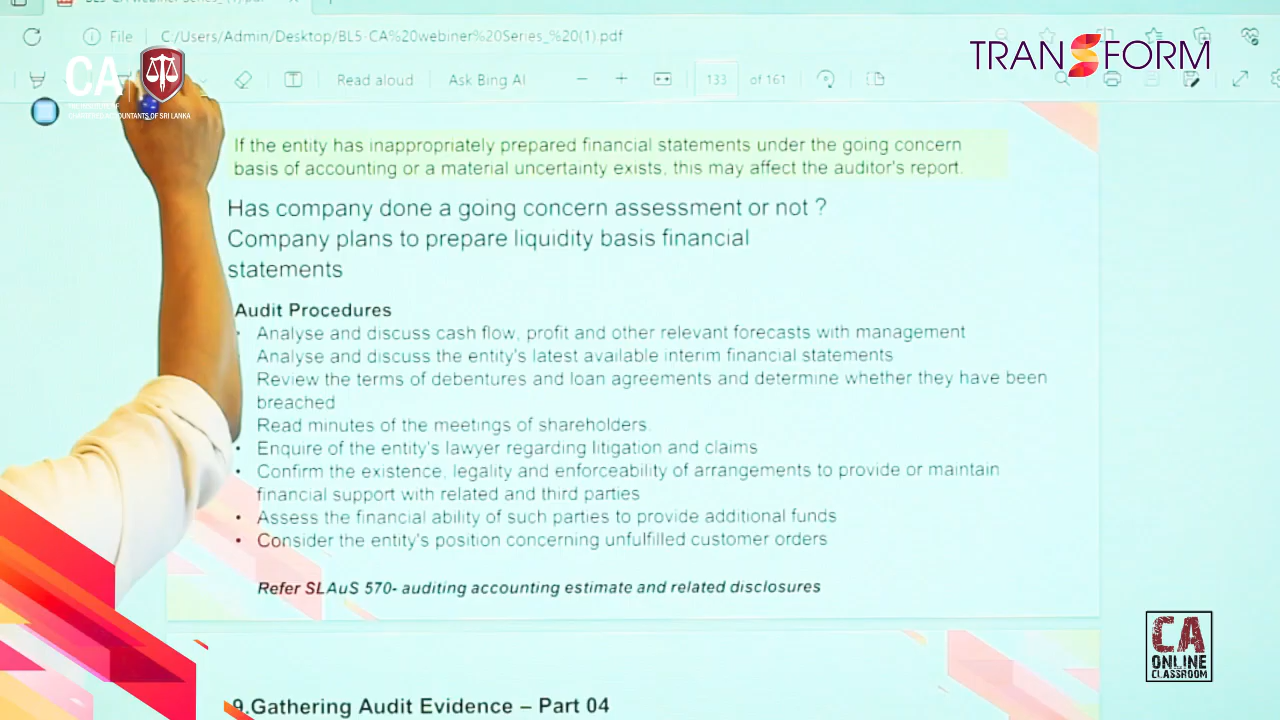 File C:/Users/Admin/Desktop/BL5-CA%20webiner%20Series_%20(1).pdf
TRANSFORM
CA
Read aloud Ask Bing AI 133 of 161
CHARTERED ACCOUNTANTS OF SRI LANKA
If the entity has inappropriately prepared financial statements under the going concern
basis of accounting or a material uncertainty exists, this may affect the auditor's report.
Has company done a going concern assessment or not ?
Company plans to prepare liquidity basis financial
statements
Audit Procedures
• Analyse and discuss cash flow, profit and other relevant forecasts with management
Analyse and discuss the entity's latest available interim financial statements
Review the terms of debentures and loan agreements and determine whether they have been
breached
Read minutes of the meetings of shareholders.
• Enquire of the entity's lawyer regarding litigation and claims
• Confirm the existence, legality and enforceability of arrangements to provide or maintain
financial support with related and third parties
• Assess the financial ability of such parties to provide additional funds
• Consider the entity's position concerning unfulfilled customer orders
Refer SLAuS 570- auditing accounting estimate and related disclosures
CA
ONLINE
CLASSROOM
9.Gathering Audit Evidence – Part 04